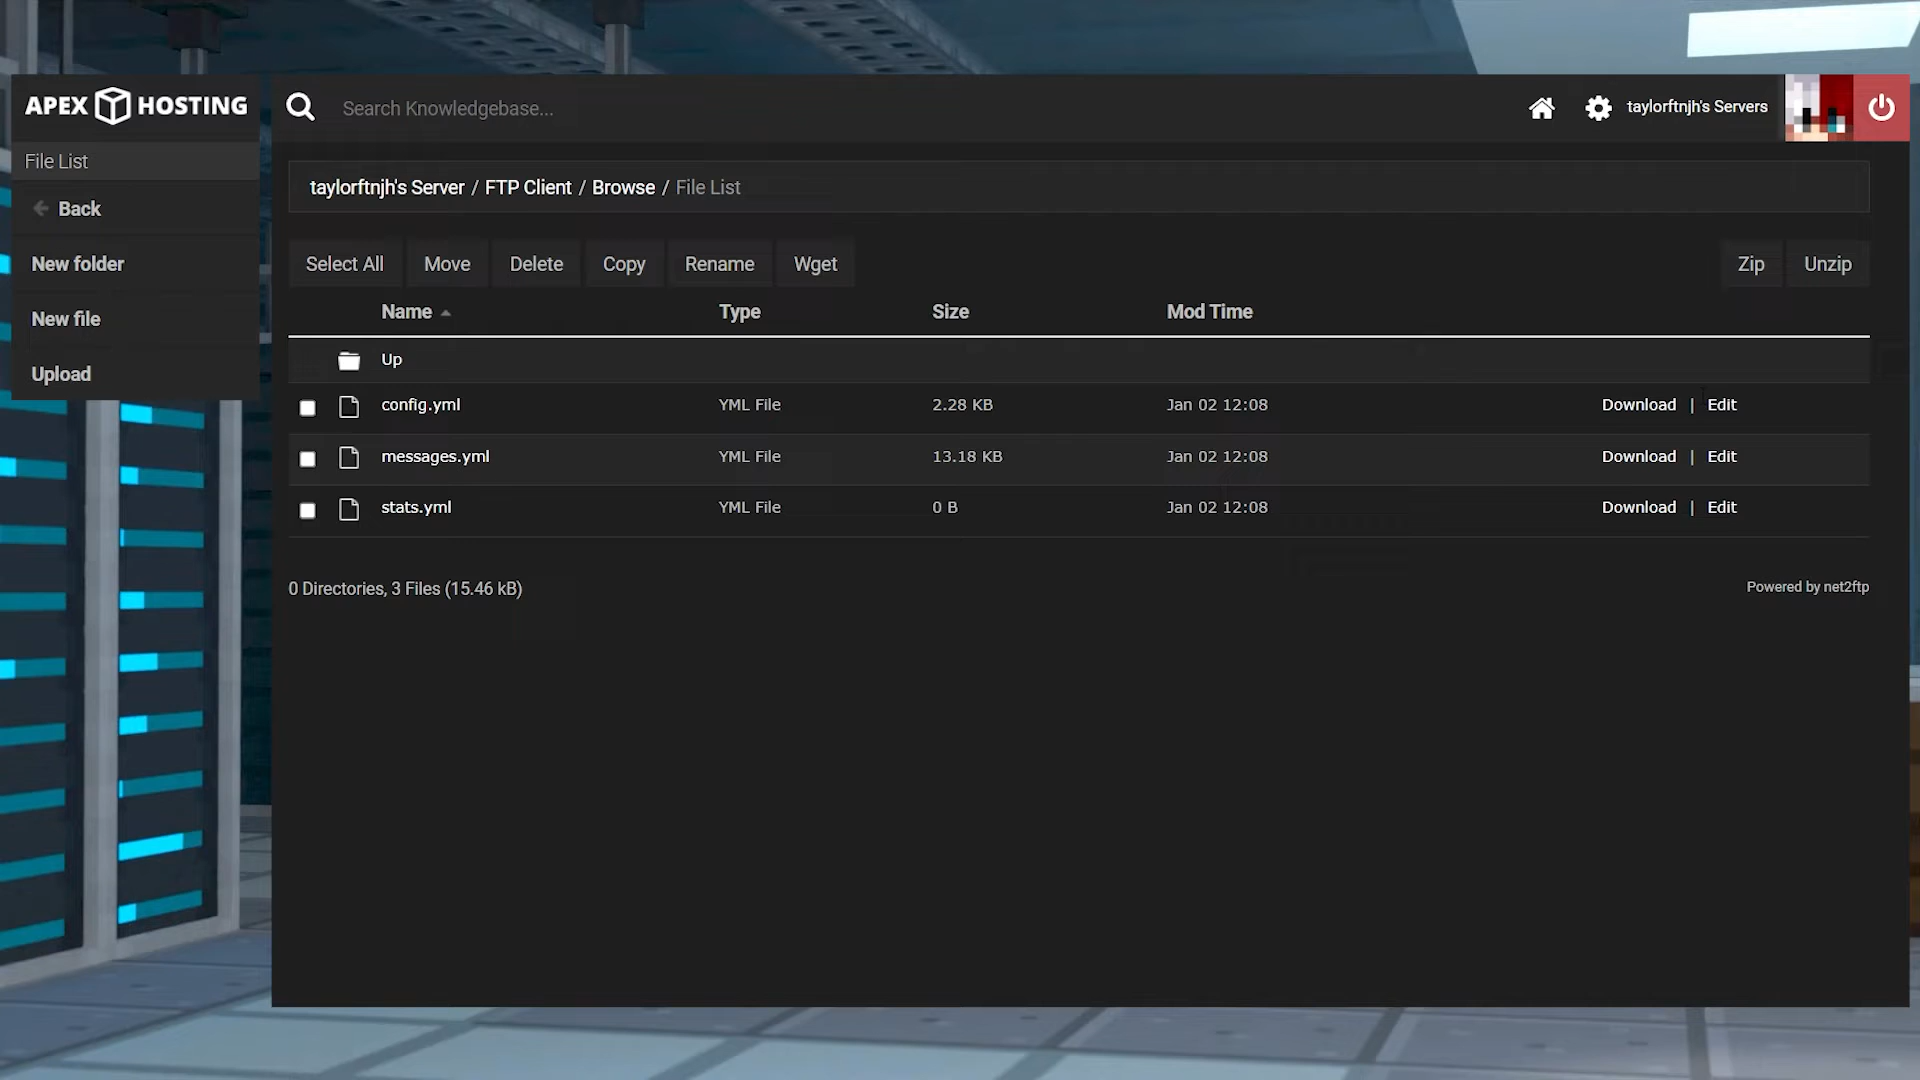 APEX HOSTING
Search Knowledgebase...
taylorftnjh's Servers
File List
Back
New folder
New file
Upload
taylorftnjh's Server / FTP Client / Browse / File List
Select All Move Delete Copy Rename Wget Zip Unzip
Name Type Size Mod Time
Up
config.yml YML File 2.28 KB Jan 02 12:08 Download | Edit
messages.yml YML File 13.18 KB Jan 02 12:08 Download | Edit
stats.yml YML File 0 B Jan 02 12:08 Download | Edit
0 Directories, 3 Files (15.46 kB)
Powered by net2ftp